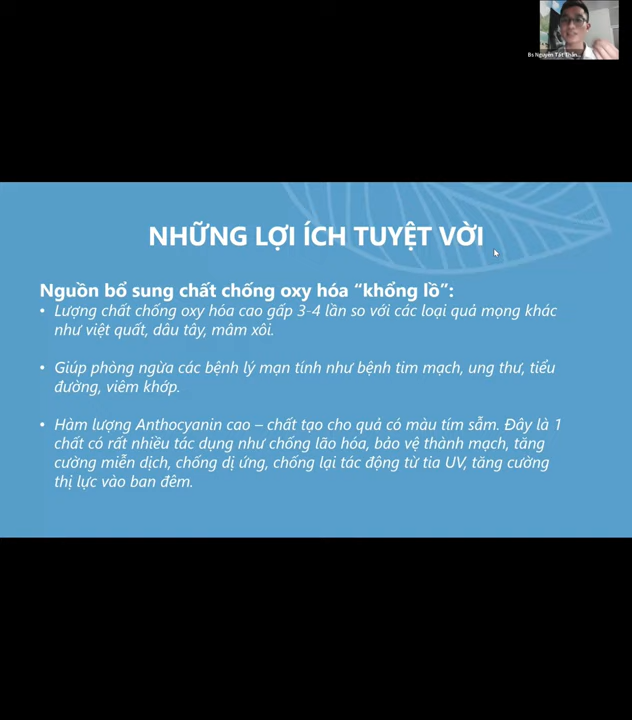 Bs Nguyễn Tất Thàn...
NHỮNG LỢI ÍCH TUYỆT VỜI
Nguồn bổ sung chất chống oxy hóa “khổng lồ”:
• Lượng chất chống oxy hóa cao gấp 3-4 lần so với các loại quả mọng khác
như việt quất, dâu tây, mâm xôi.
• Giúp phòng ngừa các bệnh lý mạn tính như bệnh tim mạch, ung thư, tiểu
đường, viêm khớp.
• Hàm lượng Anthocyanin cao – chất tạo cho quả có màu tím sẫm. Đây là 1
chất có rất nhiều tác dụng như chống lão hóa, bảo vệ thành mạch, tăng
cường miễn dịch, chống dị ứng, chống lại tác động từ tia UV, tăng cường
thị lực vào ban đêm.